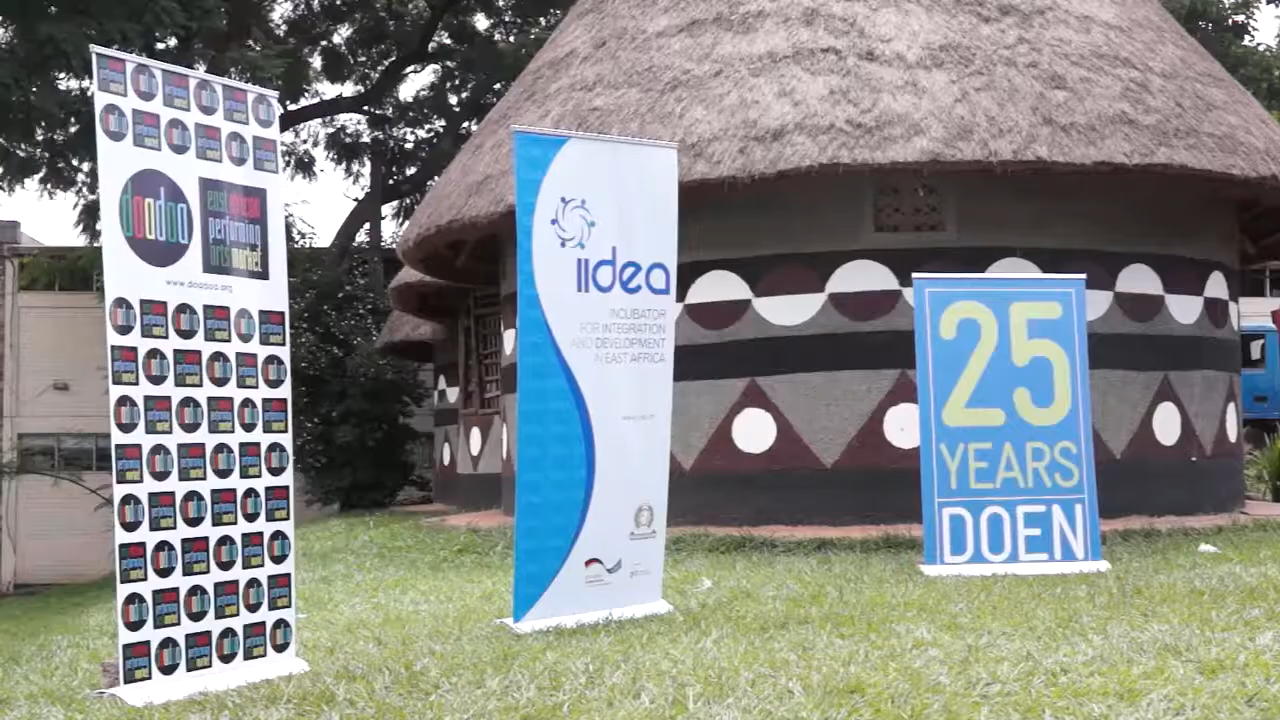 doadoa
east african
performing
arts market
www.doadoa.org
iidea
INCUBATOR
FOR INTEGRATION
AND DEVELOPMENT
IN EAST AFRICA
25
YEARS
DOEN